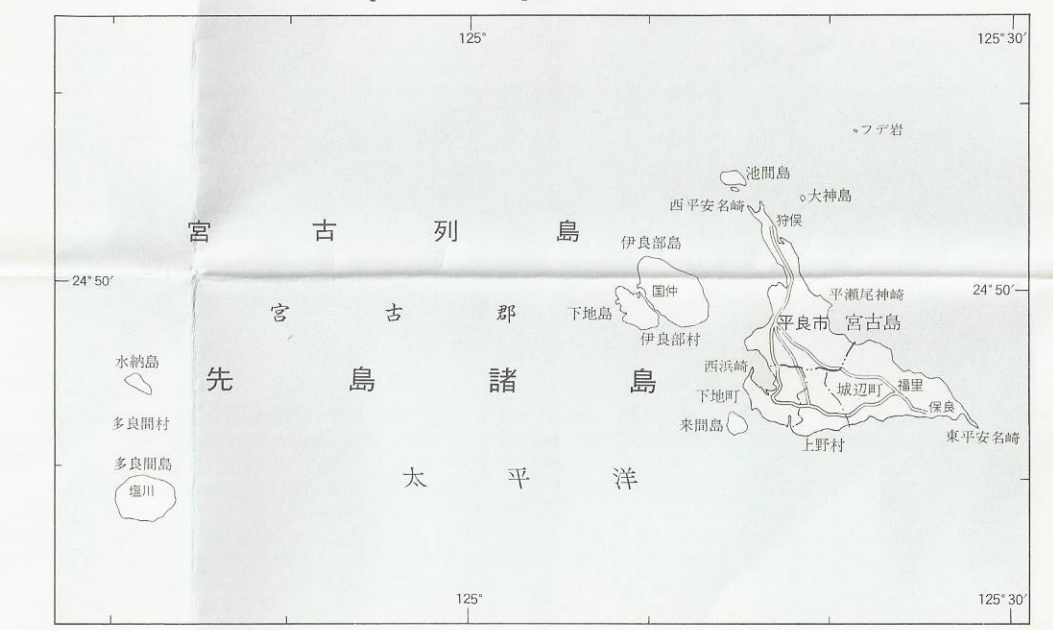 125°
125°30′
フデ岩
池間島
大神島
西平安名崎
狩俣
宮古列島
伊良部島
24°50′
24°50′
国仲
平瀬尾神崎
宮古郡
下地島
平良市
宮古島
伊良部村
水納島
西浜崎
先島諸島
城辺町
福里
下地町
保良
多良間村
来間島
東平安名崎
上野村
多良間島
太平洋
塩川
125°
125°30′